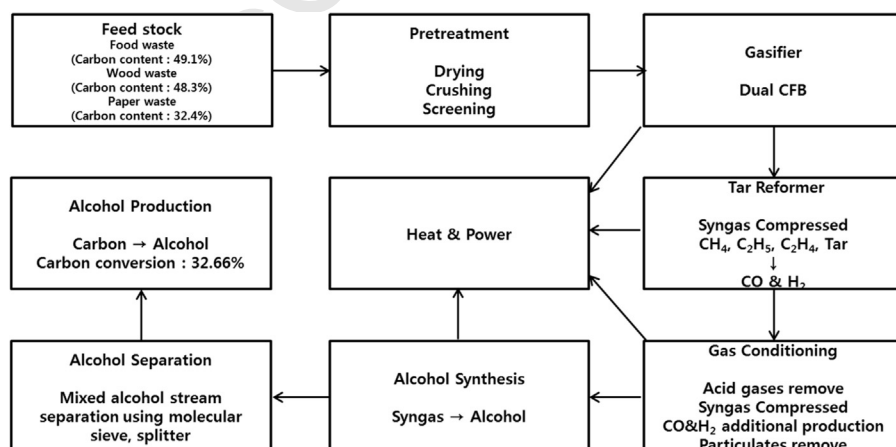 Feed stock
Food waste
(Carbon content : 49.1%)
Wood waste
(Carbon content : 48.3%)
Paper waste
(Carbon content : 32.4%)
Pretreatment
Drying
Crushing
Screening
Gasifier
Dual CFB
Alcohol Production
Carbon → Alcohol
Carbon conversion : 32.66%
Heat & Power
Tar Reformer
Syngas Compressed
CH₄, C₂H₅, C₂H₄, Tar
↓
CO & H₂
Alcohol Separation
Mixed alcohol stream
separation using molecular
sieve, splitter
Alcohol Synthesis
Syngas → Alcohol
Gas Conditioning
Acid gases remove
Syngas Compressed
CO&H₂ additional production
Particulates remove